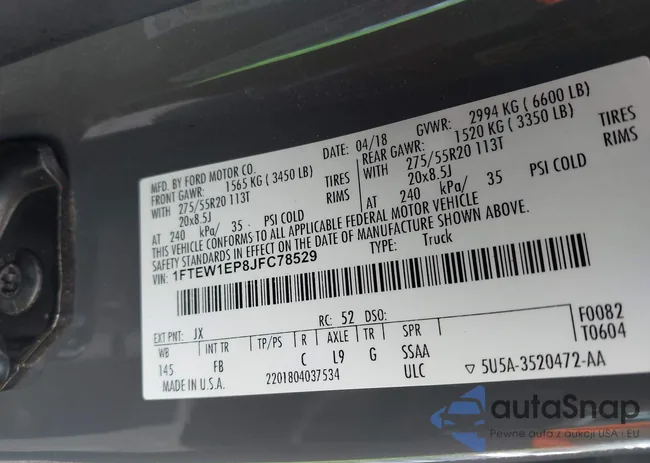 MFD. BY FORD MOTOR CO.
DATE: 04/18 GVWR: 2994 KG ( 6600 LB)
FRONT GAWR: 1565 KG ( 3450 LB) REAR GAWR: 1520 KG ( 3350 LB)
WITH 275/55R20 113T TIRES WITH 275/55R20 113T TIRES
20x8.5J RIMS 20x8.5J RIMS
AT 240 kPa/ 35 PSI COLD AT 240 kPa/ 35 PSI COLD
THIS VEHICLE CONFORMS TO ALL APPLICABLE FEDERAL MOTOR VEHICLE
SAFETY STANDARDS IN EFFECT ON THE DATE OF MANUFACTURE SHOWN ABOVE.
VIN: 1FTEW1EP8JFC78529 TYPE: Truck
F0082
EXT PNT: JX RC: 52 DSO: T0604
WB INT TR TP/PS R AXLE TR SPR
145 FB C L9 G SSAA
MADE IN U.S.A. 2201804037534 ULC ▽ 5U5A-3520472-AA
autaSnap
Pewne auta z aukcji USA i EU